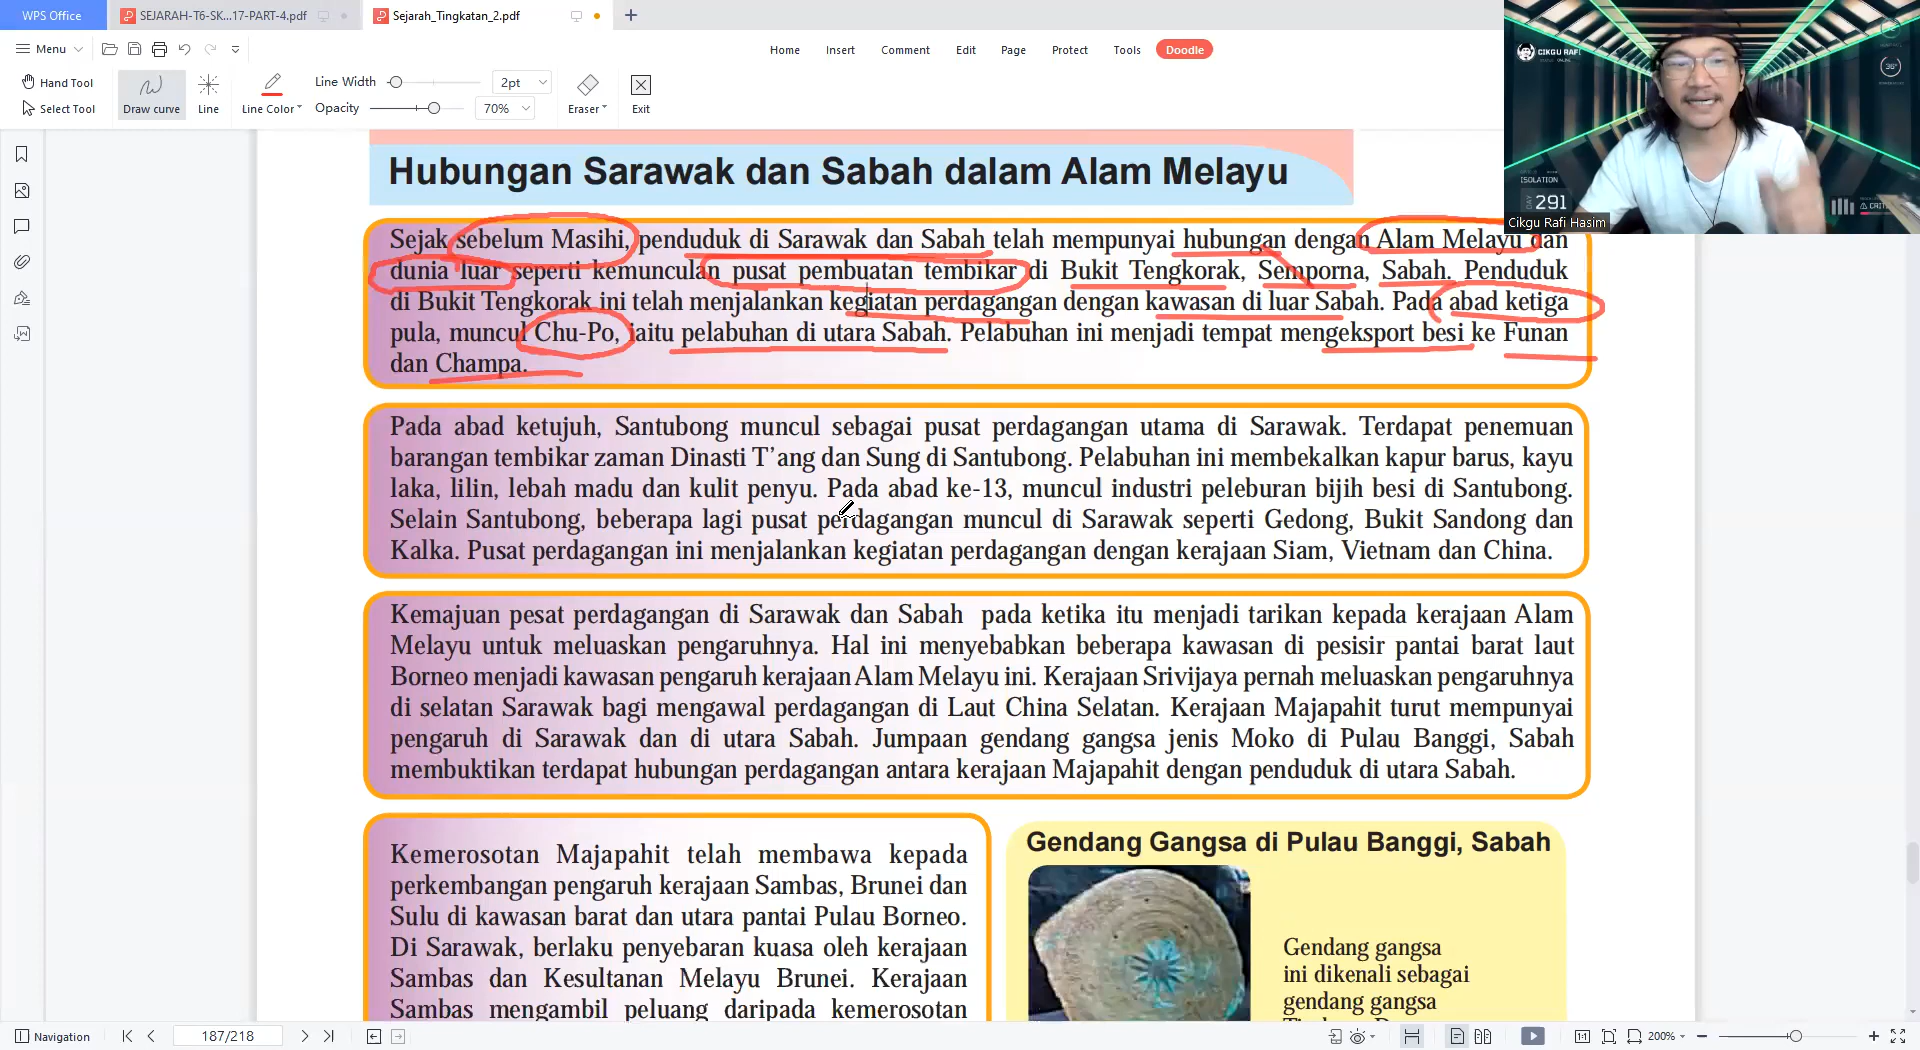 WPS Office
SEJARAH-T6-SK...17-PART-4.pdf
Sejarah_Tingkatan_2.pdf
Menu
Home Insert Comment Edit Page Protect Tools Doodle
Hand Tool
Select Tool
Draw curve
Line
Line Color
Line Width 2pt
Opacity 70%
Eraser
Exit
CIKGU RAFI
36°
ISOLATION
DAY 291
Cikgu Rafi Hasim
Hubungan Sarawak dan Sabah dalam Alam Melayu
Sejak sebelum Masihi, penduduk di Sarawak dan Sabah telah mempunyai hubungan dengan Alam Melayu dan
dunia luar seperti kemunculan pusat pembuatan tembikar di Bukit Tengkorak, Semporna, Sabah. Penduduk
di Bukit Tengkorak ini telah menjalankan kegiatan perdagangan dengan kawasan di luar Sabah. Pada abad ketiga
pula, muncul Chu-Po, iaitu pelabuhan di utara Sabah. Pelabuhan ini menjadi tempat mengeksport besi ke Funan
dan Champa.
Pada abad ketujuh, Santubong muncul sebagai pusat perdagangan utama di Sarawak. Terdapat penemuan
barangan tembikar zaman Dinasti T’ang dan Sung di Santubong. Pelabuhan ini membekalkan kapur barus, kayu
laka, lilin, lebah madu dan kulit penyu. Pada abad ke-13, muncul industri peleburan bijih besi di Santubong.
Selain Santubong, beberapa lagi pusat perdagangan muncul di Sarawak seperti Gedong, Bukit Sandong dan
Kalka. Pusat perdagangan ini menjalankan kegiatan perdagangan dengan kerajaan Siam, Vietnam dan China.
Kemajuan pesat perdagangan di Sarawak dan Sabah pada ketika itu menjadi tarikan kepada kerajaan Alam
Melayu untuk meluaskan pengaruhnya. Hal ini menyebabkan beberapa kawasan di pesisir pantai barat laut
Borneo menjadi kawasan pengaruh kerajaan Alam Melayu ini. Kerajaan Srivijaya pernah meluaskan pengaruhnya
di selatan Sarawak bagi mengawal perdagangan di Laut China Selatan. Kerajaan Majapahit turut mempunyai
pengaruh di Sarawak dan di utara Sabah. Jumpaan gendang gangsa jenis Moko di Pulau Banggi, Sabah
membuktikan terdapat hubungan perdagangan antara kerajaan Majapahit dengan penduduk di utara Sabah.
Kemerosotan Majapahit telah membawa kepada
perkembangan pengaruh kerajaan Sambas, Brunei dan
Sulu di kawasan barat dan utara pantai Pulau Borneo.
Di Sarawak, berlaku penyebaran kuasa oleh kerajaan
Sambas dan Kesultanan Melayu Brunei. Kerajaan
Sambas mengambil peluang daripada kemerosotan
Gendang Gangsa di Pulau Banggi, Sabah
Gendang gangsa
ini dikenali sebagai
gendang gangsa
Navigation
187/218
200%